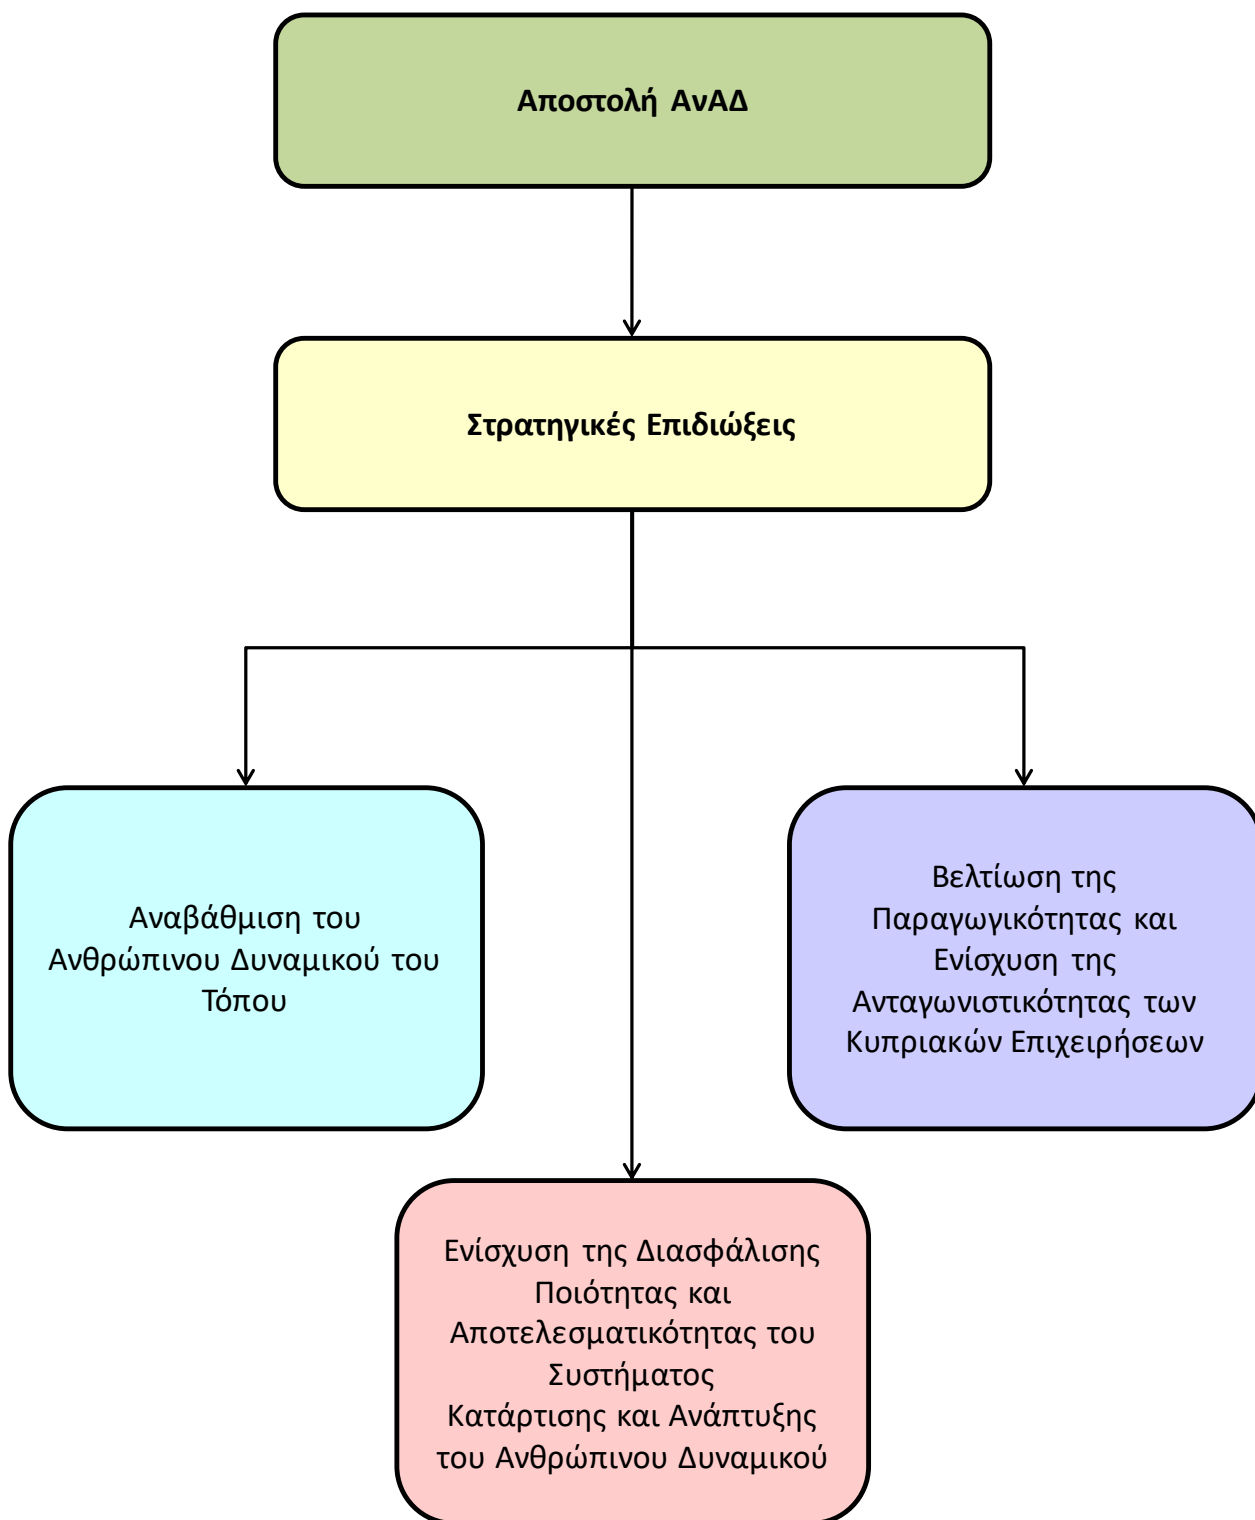 Αποστολή ΑνΑΔ
Στρατηγικές Επιδιώξεις
Αναβάθμιση του
Ανθρώπινου Δυναμικού του
Τόπου
Βελτίωση της
Παραγωγικότητας και
Ενίσχυση της
Ανταγωνιστικότητας των
Κυπριακών Επιχειρήσεων
Ενίσχυση της Διασφάλισης
Ποιότητας και
Αποτελεσματικότητας του
Συστήματος
Κατάρτισης και Ανάπτυξης
του Ανθρώπινου Δυναμικού